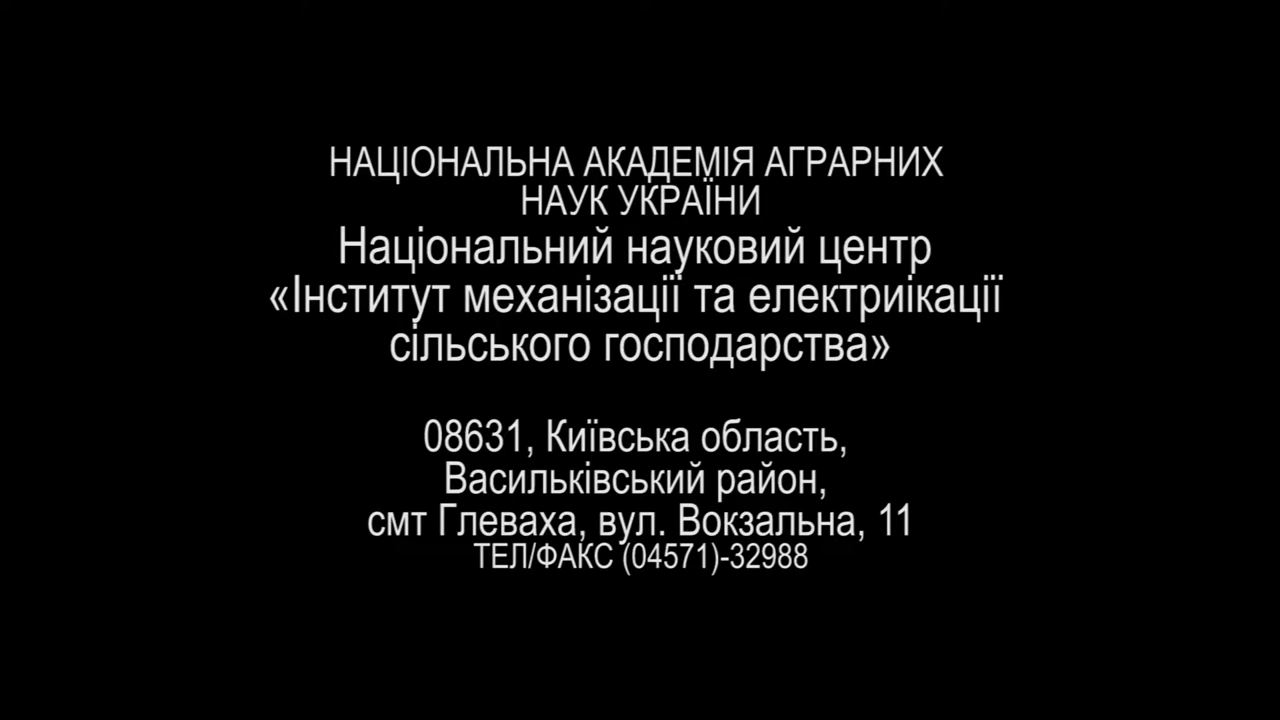 НАЦІОНАЛЬНА АКАДЕМІЯ АГРАРНИХ
НАУК УКРАЇНИ
Національний науковий центр
«Інститут механізації та електриікації
сільського господарства»
08631, Київська область,
Васильківський район,
смт Глеваха, вул. Вокзальна, 11
ТЕЛ/ФАКС (04571)-32988